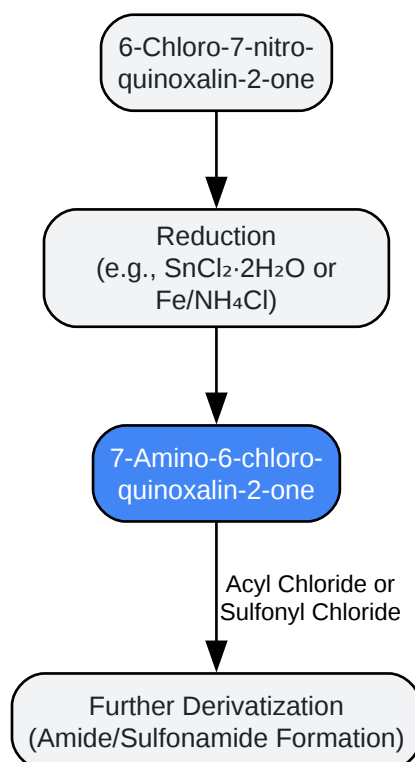 6-Chloro-7-nitro-
quinoxalin-2-one
Reduction
(e.g., SnCl₂·2H₂O or
Fe/NH₄Cl)
7-Amino-6-chloro-
quinoxalin-2-one
Acyl Chloride or
Sulfonyl Chloride
Further Derivatization
(Amide/Sulfonamide Formation)